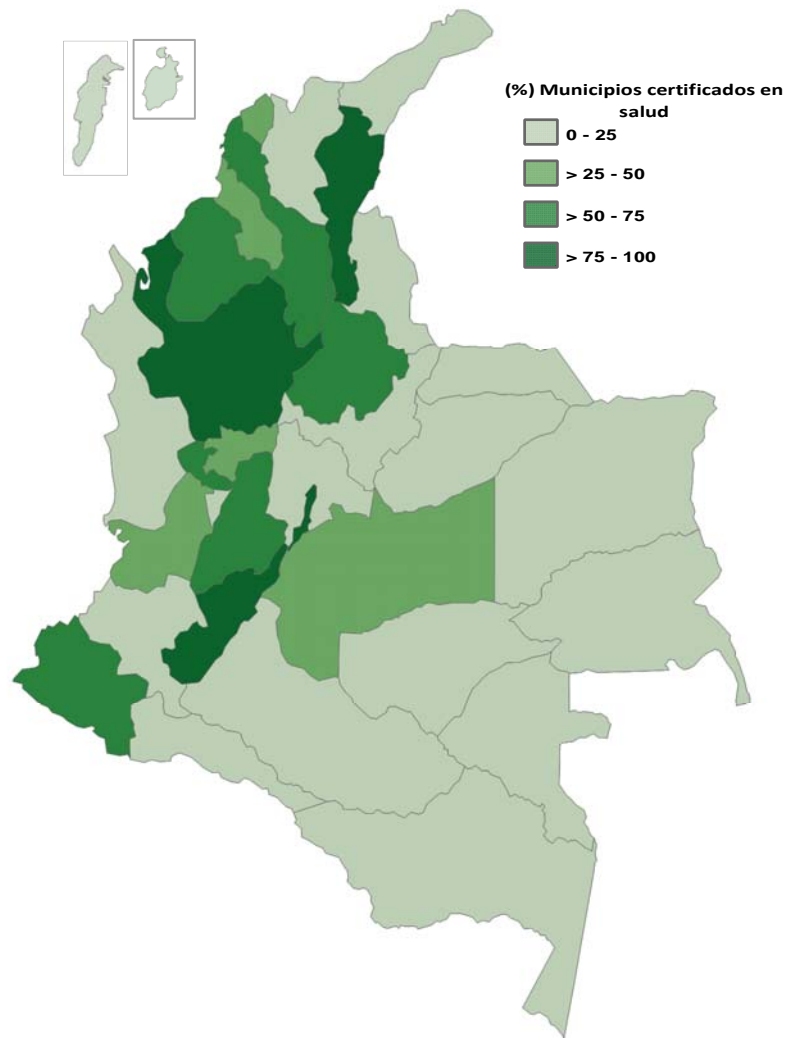 (%) Municipios certificados en
salud
0 - 25
> 25 - 50
> 50 - 75
> 75 - 100